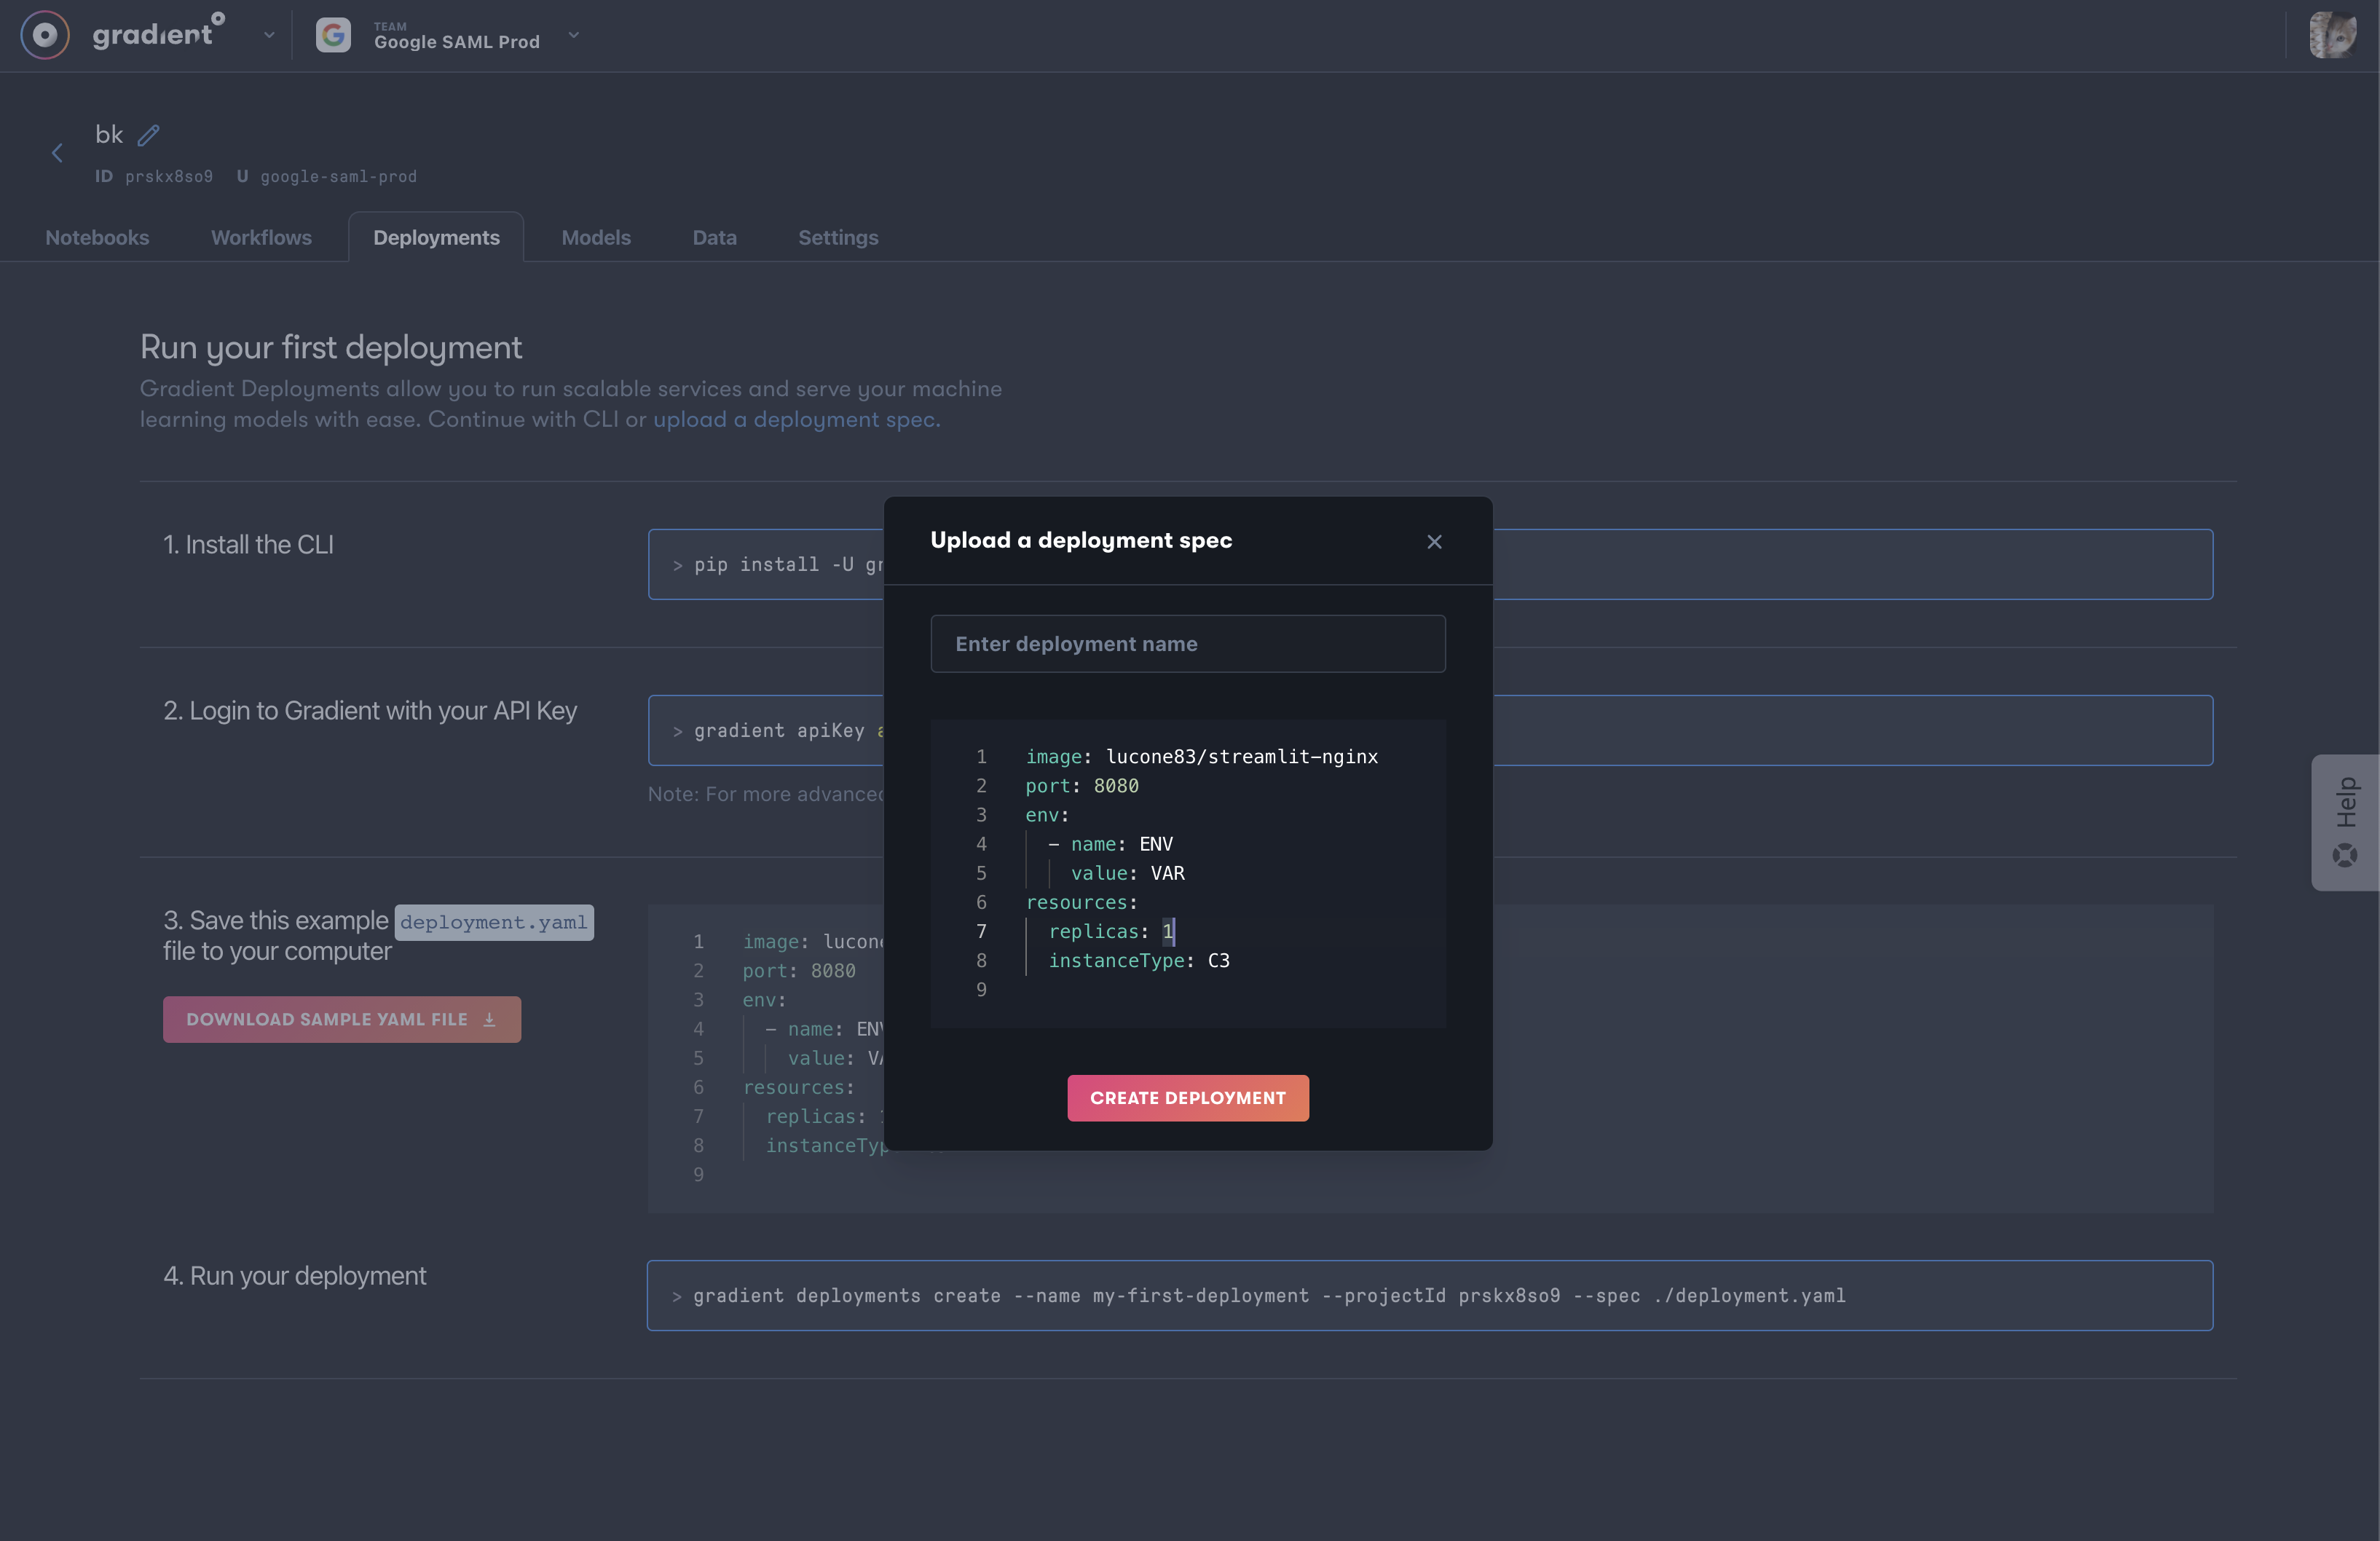 gradient°
TEAM
Google SAML Prod
bk
ID prskx8so9 U google-saml-prod
Notebooks Workflows Deployments Models Data Settings
Run your first deployment
Gradient Deployments allow you to run scalable services and serve your machine
learning models with ease. Continue with CLI or upload a deployment spec.
1. Install the CLI
> pip install -U gr
2. Login to Gradient with your API Key
> gradient apiKey a
Note: For more advanced
3. Save this example deployment.yaml
file to your computer
DOWNLOAD SAMPLE YAML FILE
1 image: lucone
2 port: 8080
3 env:
4 - name: ENV
5 value: VA
6 resources:
7 replicas:
8 instanceTyp
9
4. Run your deployment
> gradient deployments create --name my-first-deployment --projectId prskx8so9 --spec ./deployment.yaml
Upload a deployment spec
Enter deployment name
1 image: lucone83/streamlit-nginx
2 port: 8080
3 env:
4 - name: ENV
5 value: VAR
6 resources:
7 replicas: 1
8 instanceType: C3
9
CREATE DEPLOYMENT
Help